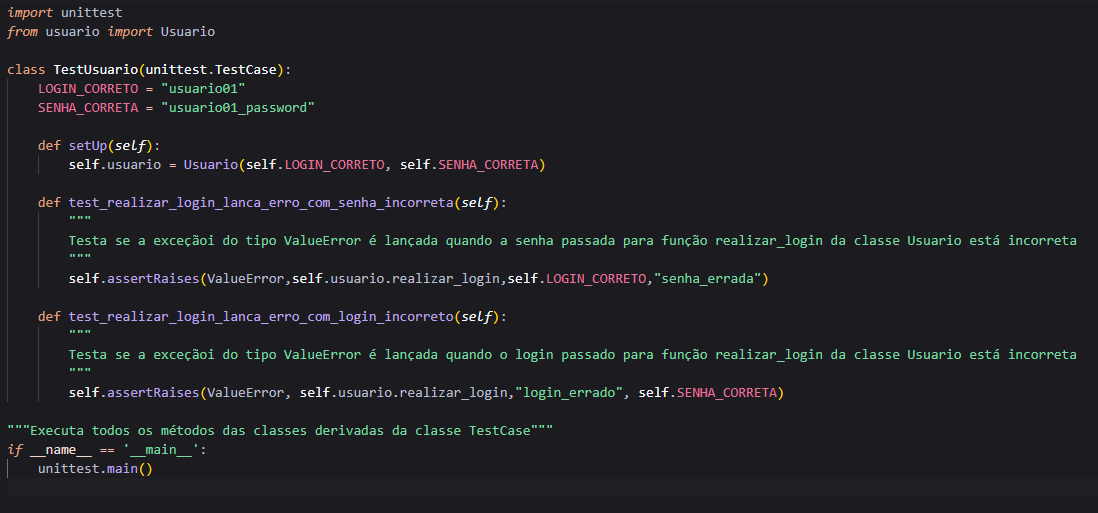 import unittest
from usuario import Usuario

class TestUsuario(unittest.TestCase):
    LOGIN_CORRETO = "usuario01"
    SENHA_CORRETA = "usuario01_password"

    def setUp(self):
        self.usuario = Usuario(self.LOGIN_CORRETO, self.SENHA_CORRETA)

    def test_realizar_login_lanca_erro_com_senha_incorreta(self):
        """
        Testa se a exceçãoi do tipo ValueError é lançada quando a senha passada para função realizar_login da classe Usuario está incorreta
        """
        self.assertRaises(ValueError,self.usuario.realizar_login,self.LOGIN_CORRETO,"senha_errada")

    def test_realizar_login_lanca_erro_com_login_incorreto(self):
        """
        Testa se a exceçãoi do tipo ValueError é lançada quando o login passado para função realizar_login da classe Usuario está incorreta
        """
        self.assertRaises(ValueError, self.usuario.realizar_login,"login_errado", self.SENHA_CORRETA)

"""Executa todos os métodos das classes derivadas da classe TestCase"""
if __name__ == '__main__':
    unittest.main()